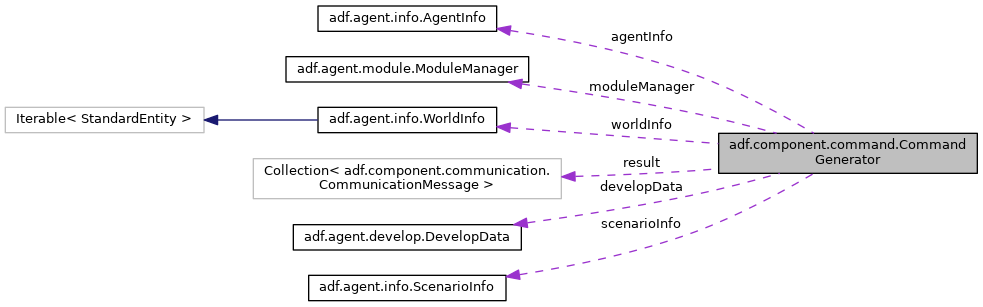 adf.agent.info.AgentInfo
agentInfo
adf.agent.module.ModuleManager
moduleManager
Iterable< StandardEntity >
adf.agent.info.WorldInfo
worldInfo
adf.component.command.Command
Generator
Collection< adf.component.communication.
CommunicationMessage >
result
developData
adf.agent.develop.DevelopData
scenarioInfo
adf.agent.info.ScenarioInfo